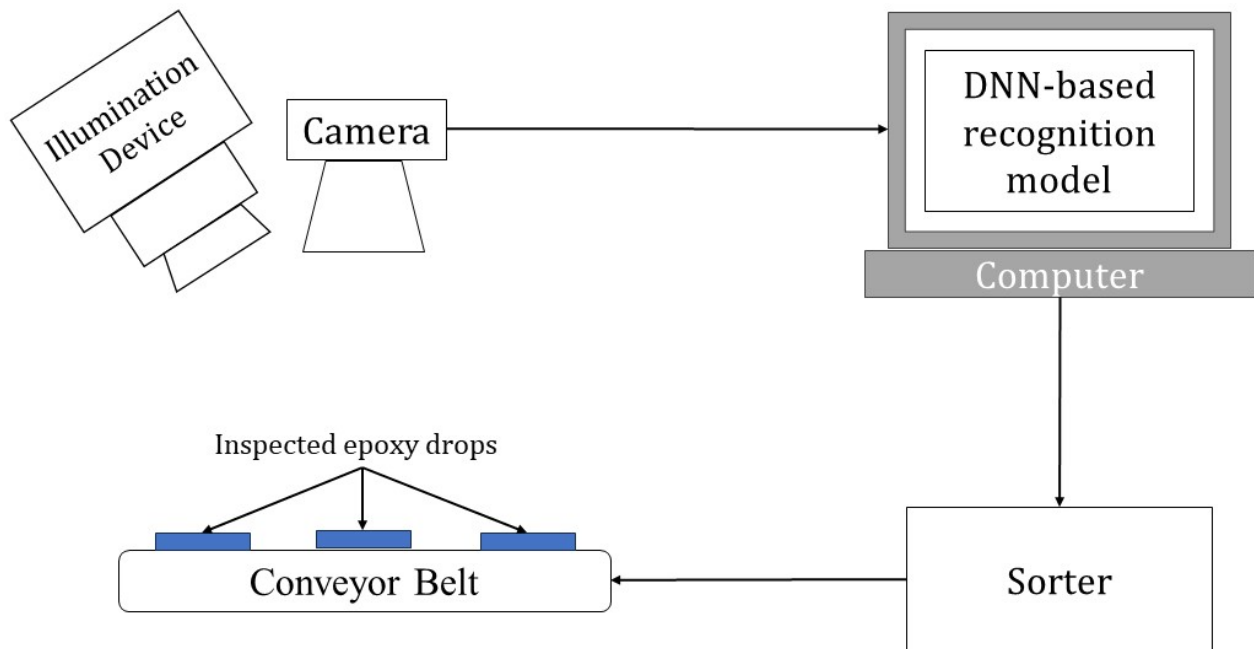 Illumination
Device
Camera
DNN-based
recognition
model
Computer
Inspected epoxy drops
Conveyor Belt
Sorter